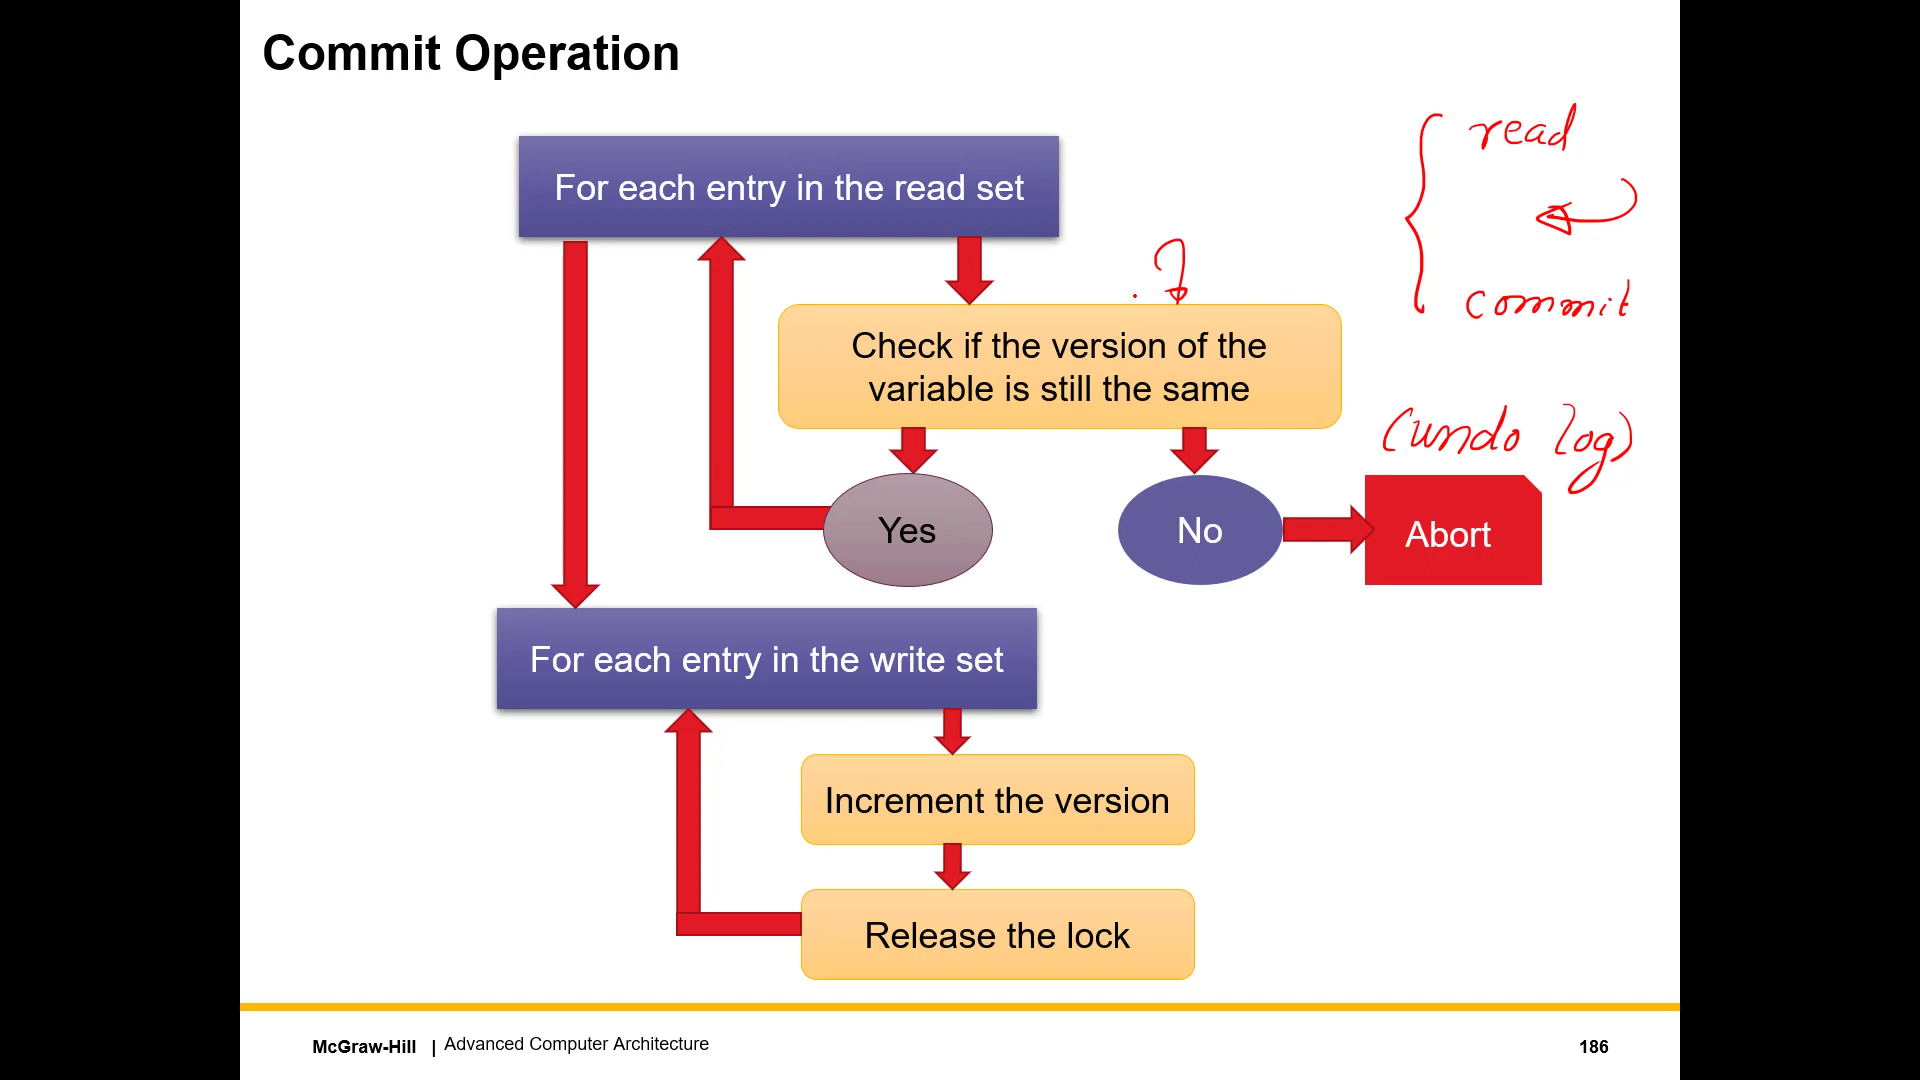 Commit Operation
read
For each entry in the read set
commit
Check if the version of the
variable is still the same
(undo log)
Yes
No
Abort
For each entry in the write set
Increment the version
Release the lock
McGraw-Hill | Advanced Computer Architecture
186